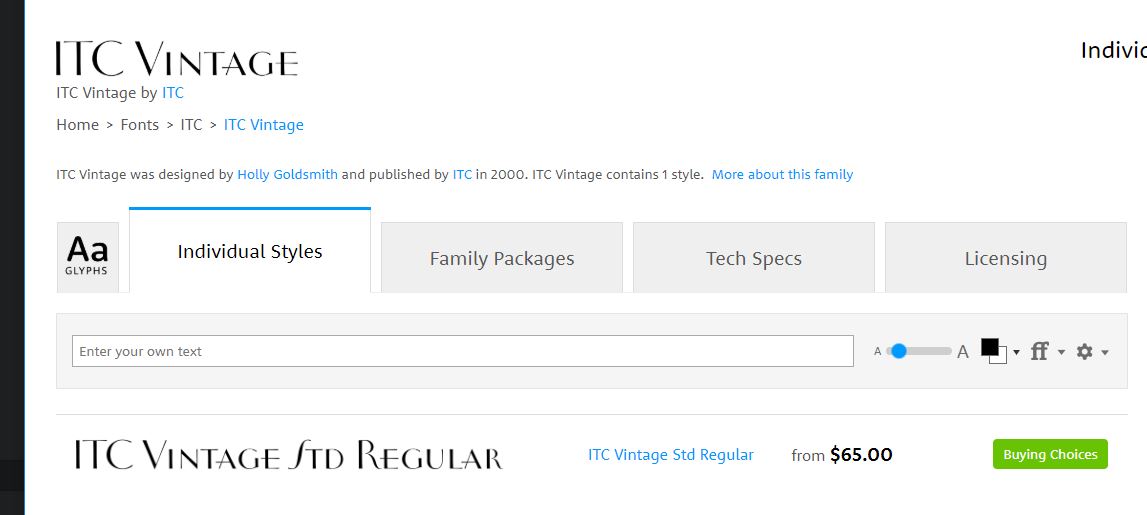 ITC Vintage
ITC Vintage by ITC
Home > Fonts > ITC > ITC Vintage
ITC Vintage was designed by Holly Goldsmith and published by ITC in 2000. ITC Vintage contains 1 style. More about this family
Aa
GLYPHS
Individual Styles
Family Packages
Tech Specs
Licensing
Enter your own text
A A ff
ITC Vintage Std Regular
ITC Vintage Std Regular
from $65.00
Buying Choices